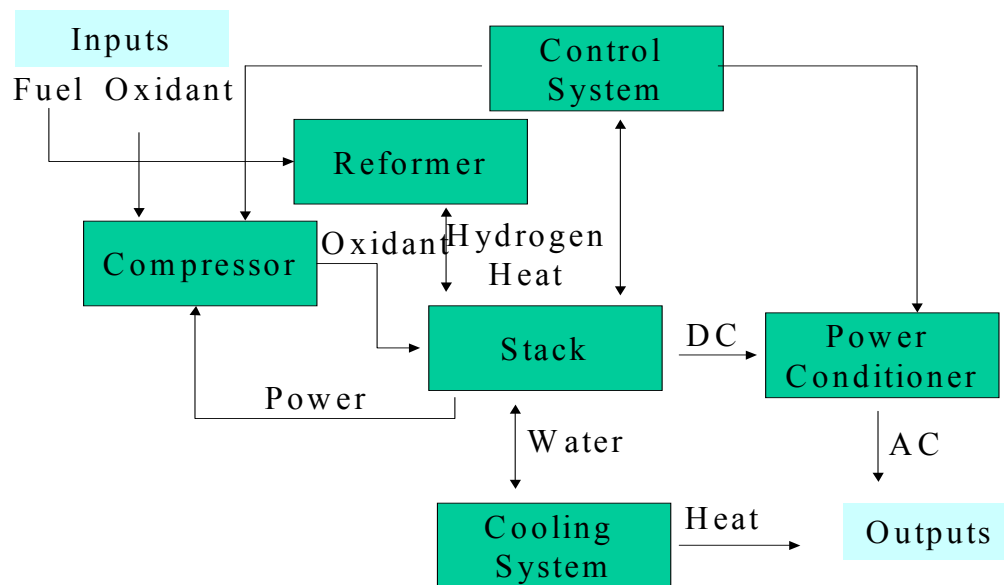 Inputs
Fuel Oxidant
Control
System
Reformer
Oxidant
Hydrogen
Heat
Compressor
Stack
DC
Power
Conditioner
Power
Water
AC
Cooling
System
Heat
Outputs